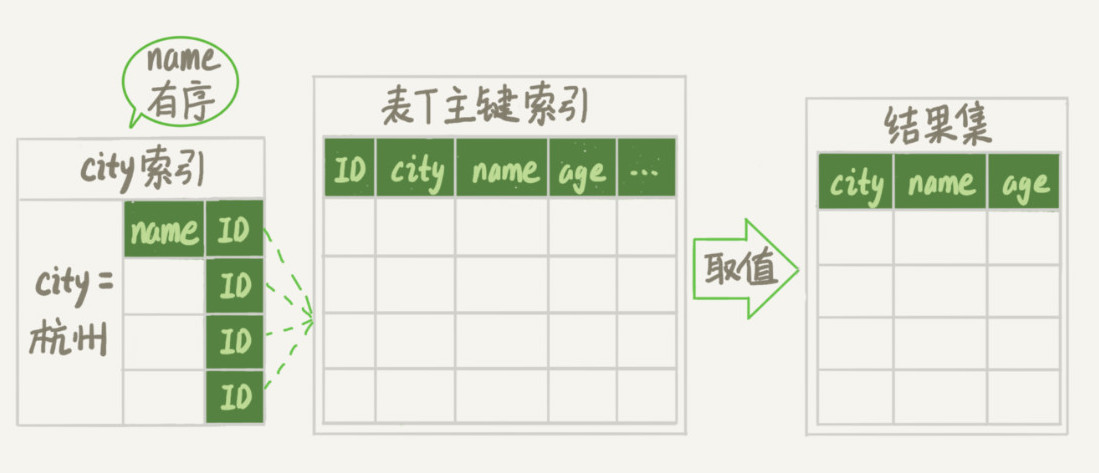 name
有序
city索引
name ID
city =
杭州
ID
ID
ID
表T主键索引
ID city name age ...
取值
结果集
city name age